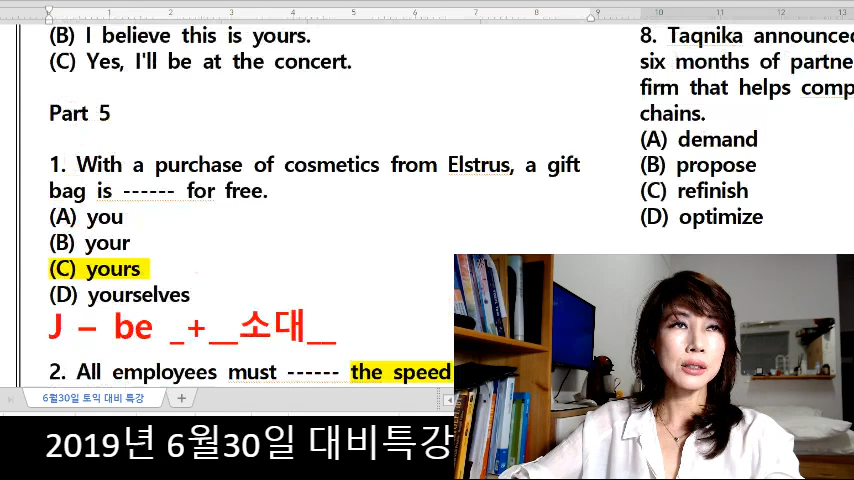 (B) I believe this is yours.
(C) Yes, I'll be at the concert.
Part 5
1. With a purchase of cosmetics from Elstrus, a gift
bag is ------ for free.
(A) you
(B) your
(C) yours
(D) yourselves
J – be _+__소대__
2. All employees must ------ the speed
8. Taqnika announced
six months of partne
firm that helps comp
chains.
(A) demand
(B) propose
(C) refinish
(D) optimize
6월30일 토익 대비 특강
2019년 6월30일 대비특강